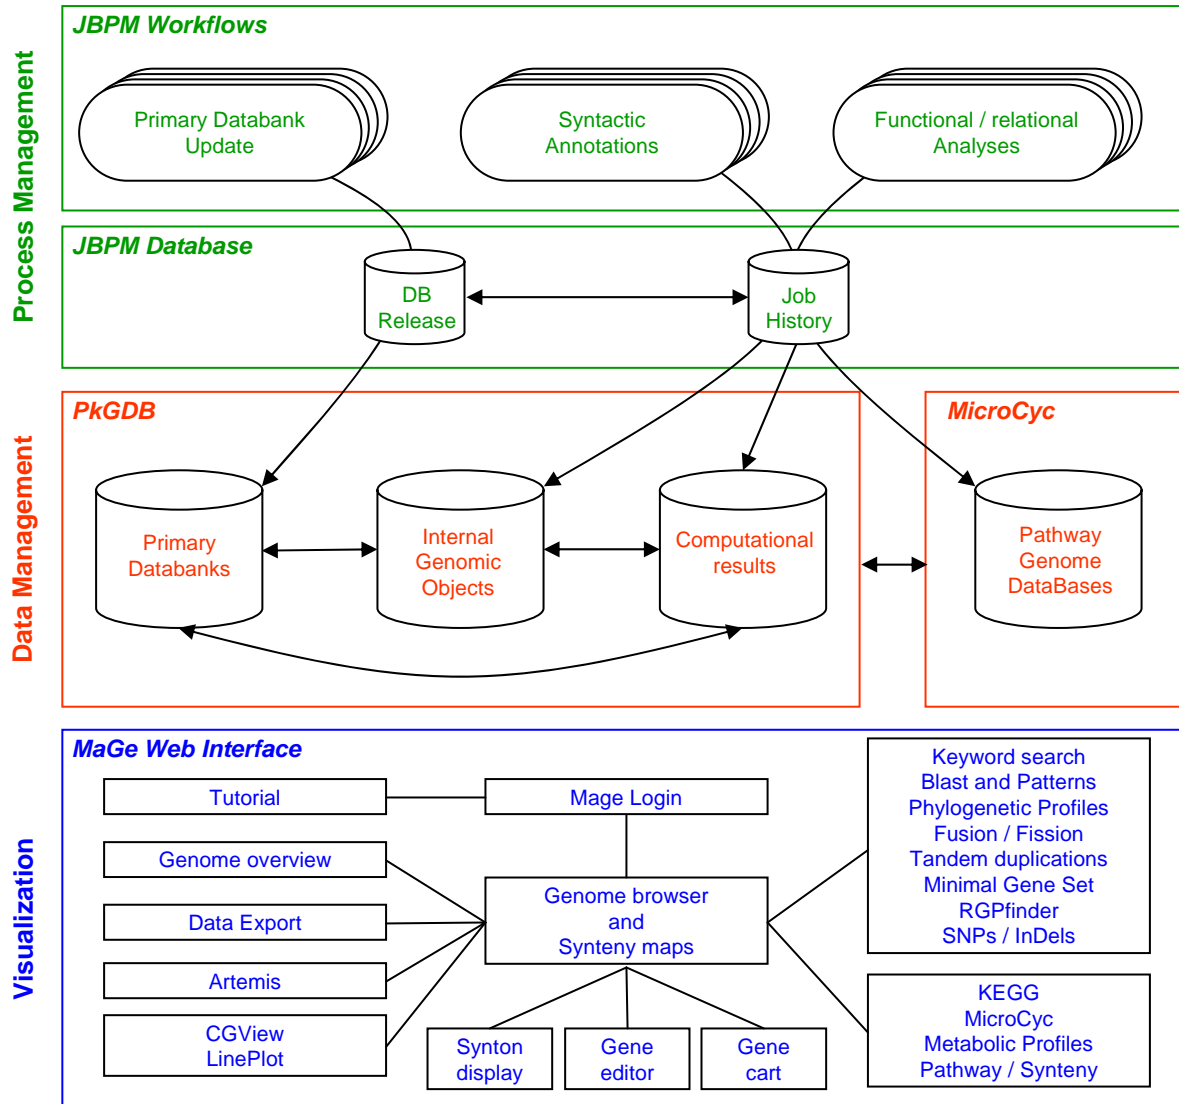 Process Management
JBPM Workflows
Primary Databank
Update
Syntactic
Annotations
Functional / relational
Analyses
JBPM Database
DB
Release
Job
History
Data Management
PkGDB
Primary
Databanks
Internal
Genomic
Objects
Computational
results
MicroCyc
Pathway
Genome
DataBases
Visualization
MaGe Web Interface
Tutorial
Mage Login
Genome overview
Data Export
Artemis
CGView
LinePlot
Genome browser
and
Synteny maps
Synton
display
Gene
editor
Gene
cart
Keyword search
Blast and Patterns
Phylogenetic Profiles
Fusion / Fission
Tandem duplications
Minimal Gene Set
RGPfinder
SNPs / InDels
KEGG
MicroCyc
Metabolic Profiles
Pathway / Synteny